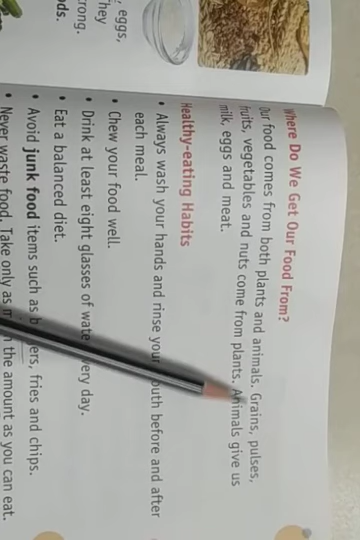 eggs,
They
rong.
ds.
Where Do We Get Our Food From?
Our food comes from both plants and animals. Grains, pulses,
fruits, vegetables and nuts come from plants. Animals give us
milk, eggs and meat.
Healthy-eating Habits
• Always wash your hands and rinse your mouth before and after
each meal.
• Chew your food well.
• Drink at least eight glasses of water every day.
• Eat a balanced diet.
• Avoid junk food items such as burgers, fries and chips.
• Never waste food. Take only as much the amount as you can eat.